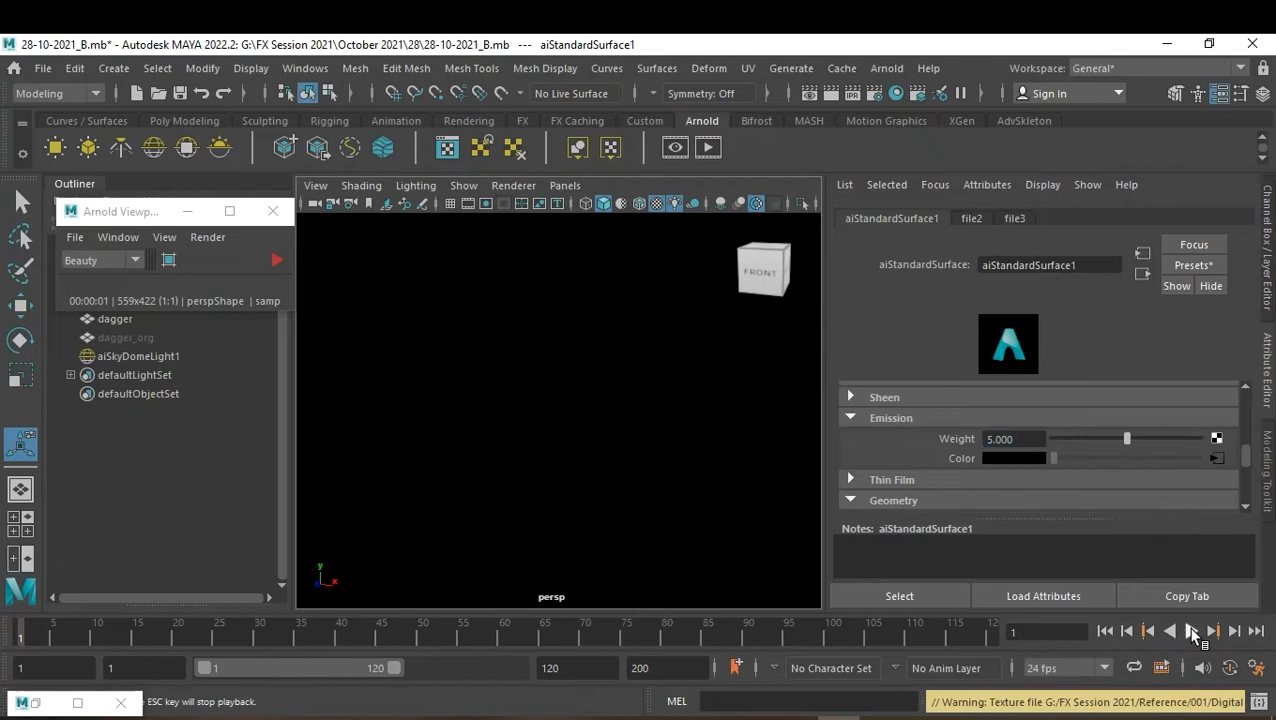 28-10-2021_B.mb* - Autodesk MAYA 2022.2: G:\FX Session 2021\October 2021\28\28-10-2021_B.mb   ---   aiStandardSurface1
File Edit Create Select Modify Display Windows Mesh Edit Mesh Mesh Tools Mesh Display Curves Surfaces Deform UV Generate Cache Arnold Help Workspace: General*
Modeling No Live Surface Symmetry: Off IPR Sign In
Curves / Surfaces Poly Modeling Sculpting Rigging Animation Rendering FX FX Caching Custom Arnold Bifrost MASH Motion Graphics XGen AdvSkeleton
Outliner
Arnold Viewp...
File Window View Render
Beauty
00:00:01 | 559x422 (1:1) | perspShape | samp
dagger
dagger_org
aiSkyDomeLight1
defaultLightSet
defaultObjectSet
View Shading Lighting Show Renderer Panels
FRONT
y
x
persp
List Selected Focus Attributes Display Show Help
aiStandardSurface1 file2 file3
Focus
aiStandardSurface: aiStandardSurface1
Presets*
Show Hide
Sheen
Emission
Weight 5.000
Color
Thin Film
Geometry
Notes: aiStandardSurface1
Select Load Attributes Copy Tab
Channel Box / Layer Editor
Attribute Editor
Modeling Toolkit
1 5 10 15 20 25 30 35 40 45 50 55 60 65 70 75 80 85 90 95 100 105 110 115 12 1
1 1 1 120 120 200 No Character Set No Anim Layer 24 fps
ESC key will stop playback. MEL // Warning: Texture file G:/FX Session 2021/Reference/001/Digital